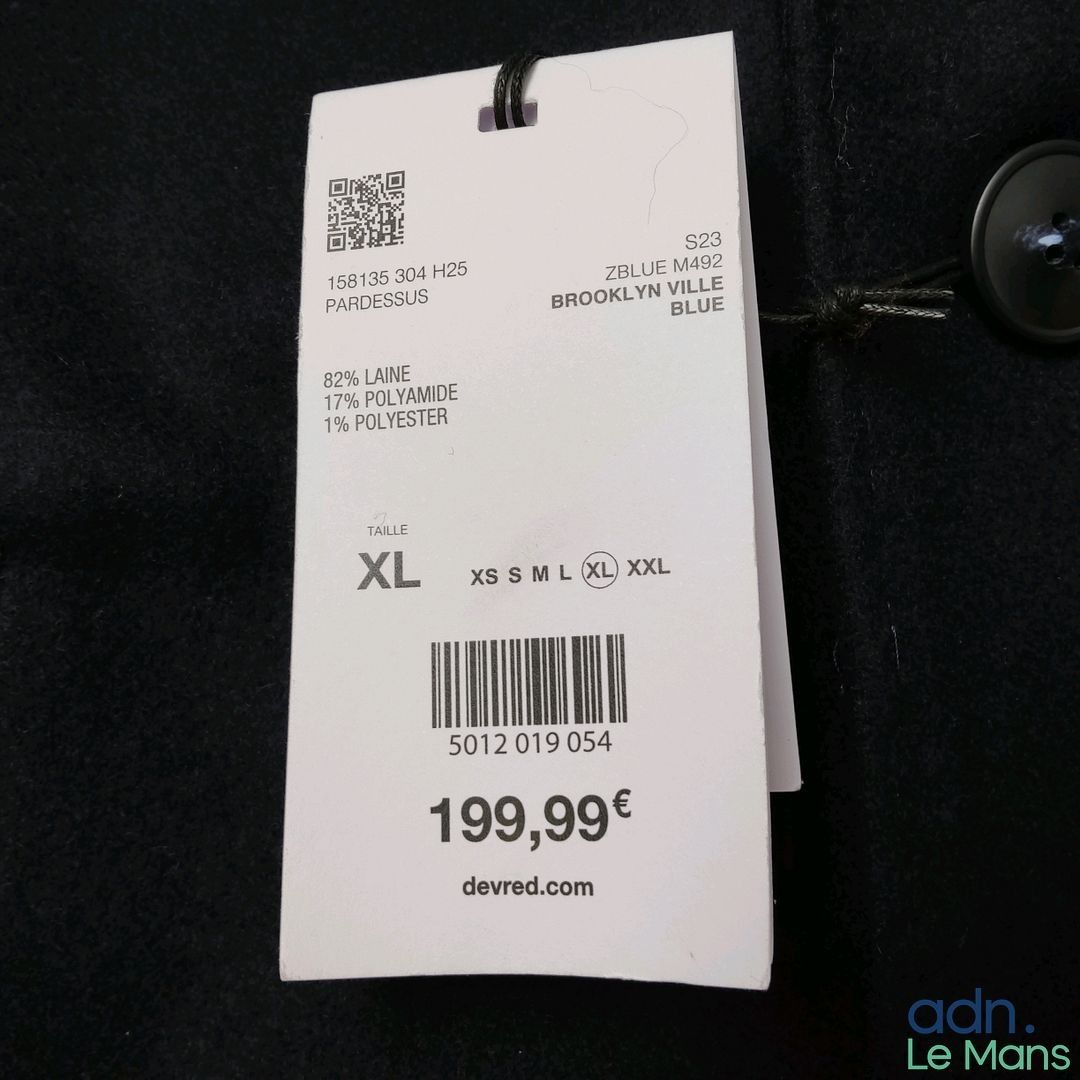 158135 304 H25
PARDESSUS
S23
ZBLUE M492
BROOKLYN VILLE
BLUE
82% LAINE
17% POLYAMIDE
1% POLYESTER
TAILLE
XL
XS S M L XL XXL
5012 019 054
199,99€
devred.com
adn.
Le Mans